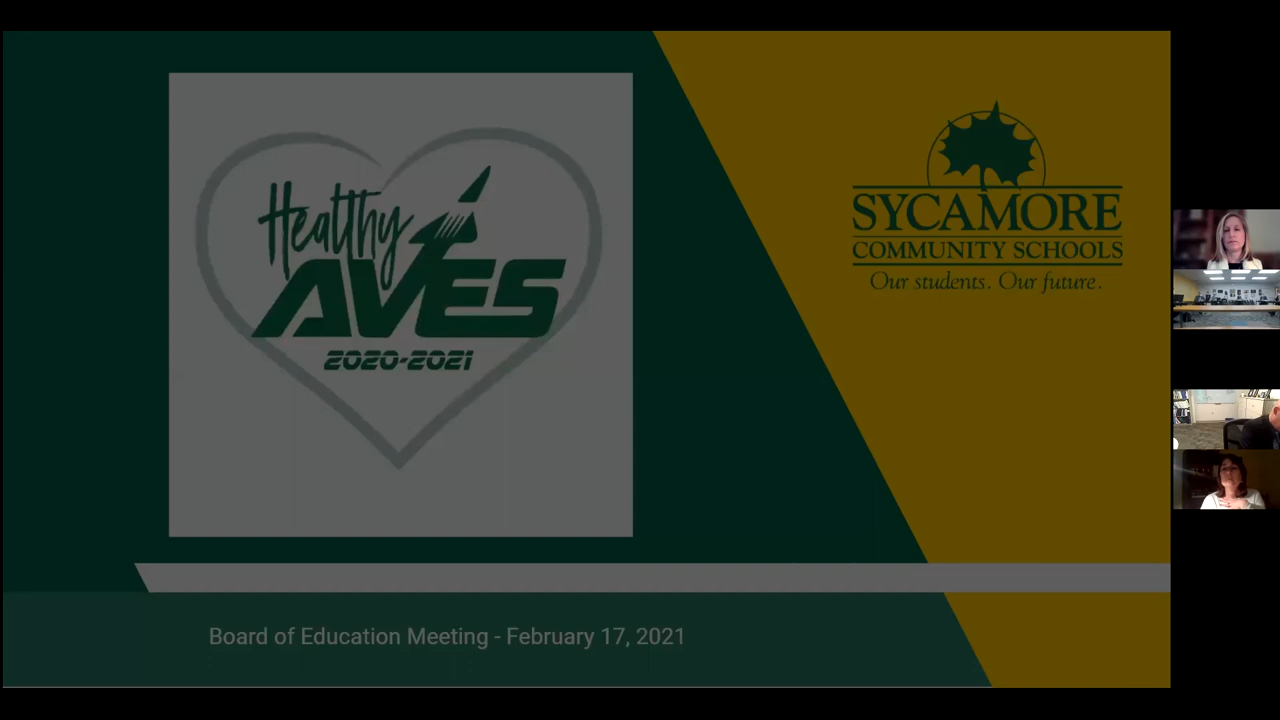 Healthy
AVES
2020-2021
SYCAMORE
COMMUNITY SCHOOLS
Our students. Our future.
Board of Education Meeting - February 17, 2021